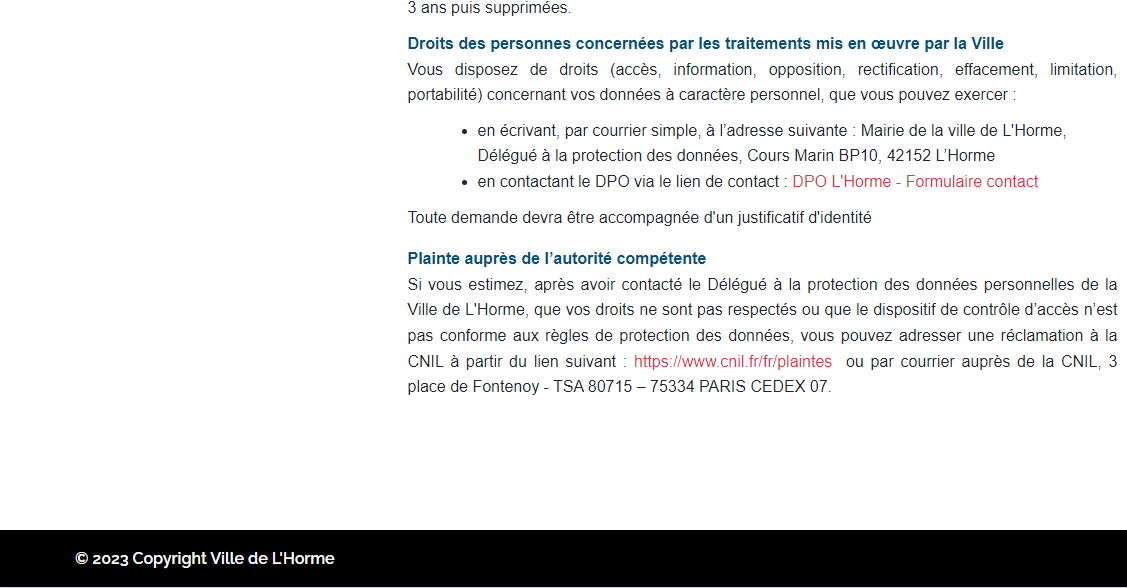 3 ans puis supprimées.
Droits des personnes concernées par les traitements mis en œuvre par la Ville
Vous disposez de droits (accès, information, opposition, rectification, effacement, limitation,
portabilité) concernant vos données à caractère personnel, que vous pouvez exercer :
• en écrivant, par courrier simple, à l’adresse suivante : Mairie de la ville de L'Horme,
Délégué à la protection des données, Cours Marin BP10, 42152 L’Horme
• en contactant le DPO via le lien de contact : DPO L'Horme - Formulaire contact
Toute demande devra être accompagnée d'un justificatif d'identité
Plainte auprès de l’autorité compétente
Si vous estimez, après avoir contacté le Délégué à la protection des données personnelles de la
Ville de L'Horme, que vos droits ne sont pas respectés ou que le dispositif de contrôle d’accès n’est
pas conforme aux règles de protection des données, vous pouvez adresser une réclamation à la
CNIL à partir du lien suivant : https://www.cnil.fr/fr/plaintes ou par courrier auprès de la CNIL, 3
place de Fontenoy - TSA 80715 – 75334 PARIS CEDEX 07.
© 2023 Copyright Ville de L'Horme